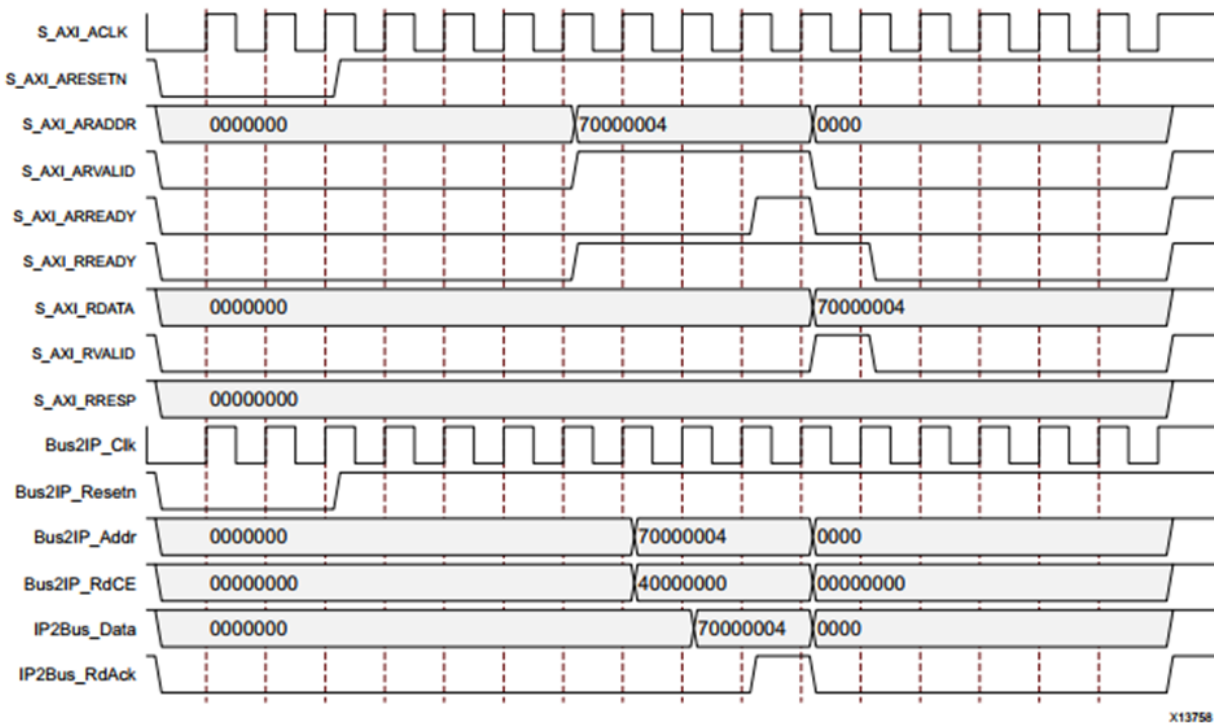 S_AXI_ACLK
S_AXI_ARESETN
S_AXI_ARADDR 0000000 70000004 0000
S_AXI_ARVALID
S_AXI_ARREADY
S_AXI_RREADY
S_AXI_RDATA 0000000 70000004
S_AXI_RVALID
S_AXI_RRESP 00000000
Bus2IP_Clk
Bus2IP_Resetn
Bus2IP_Addr 0000000 70000004 0000
Bus2IP_RdCE 00000000 40000000 00000000
IP2Bus_Data 0000000 70000004 0000
IP2Bus_RdAck
X13758